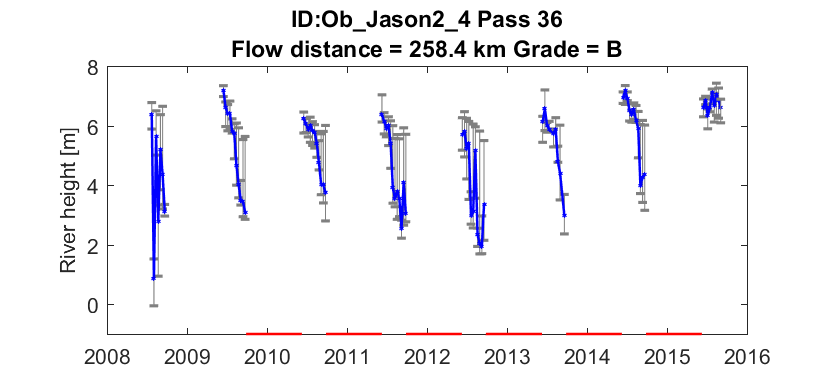 ID:Ob_Jason2_4 Pass 36
Flow distance = 258.4 km Grade = B
River height [m]
8
6
4
2
0
2008 2009 2010 2011 2012 2013 2014 2015 2016